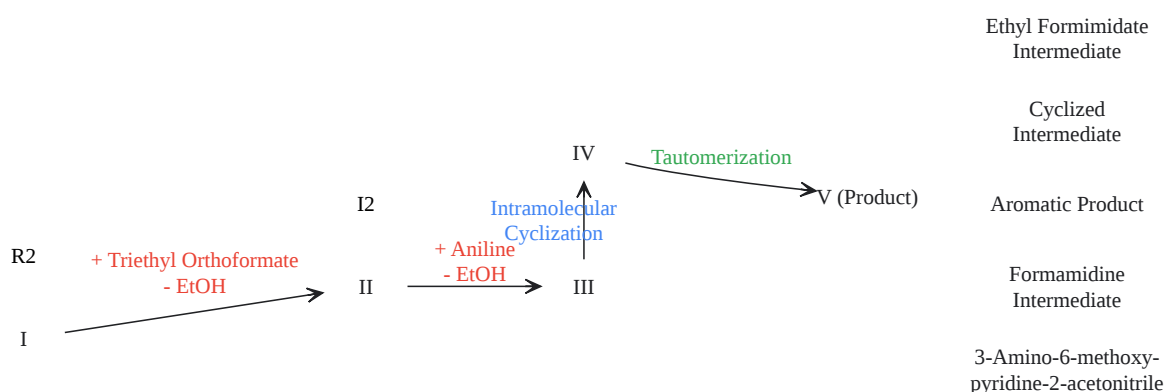 Ethyl Formimidate
Intermediate
Cyclized
Intermediate
IV
Tautomerization
V (Product)
Aromatic Product
I2
Intramolecular
Cyclization
R2
+ Triethyl Orthoformate
- EtOH
+ Aniline
- EtOH
II
III
Formamidine
Intermediate
I
3-Amino-6-methoxy-
pyridine-2-acetonitrile